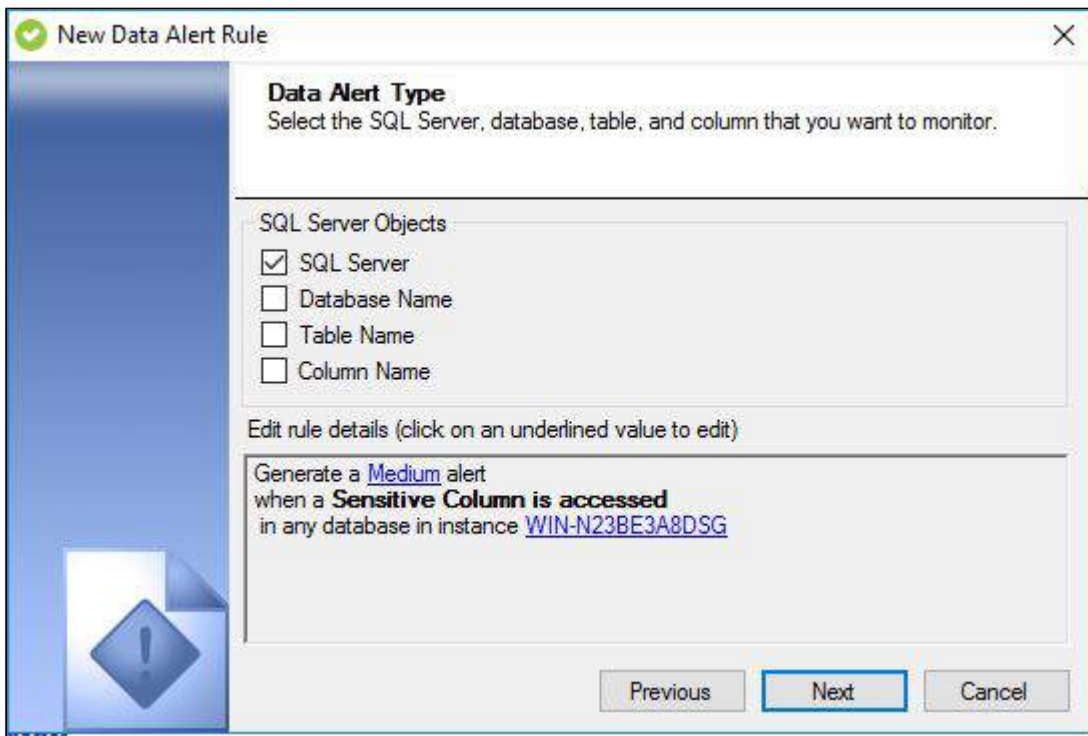 New Data Alert Rule
Data Alert Type
Select the SQL Server, database, table, and column that you want to monitor.
SQL Server Objects
SQL Server
Database Name
Table Name
Column Name
Edit rule details (click on an underlined value to edit)
Generate a Medium alert
when a Sensitive Column is accessed
in any database in instance WIN-N23BE3A8DSG
Previous
Next
Cancel